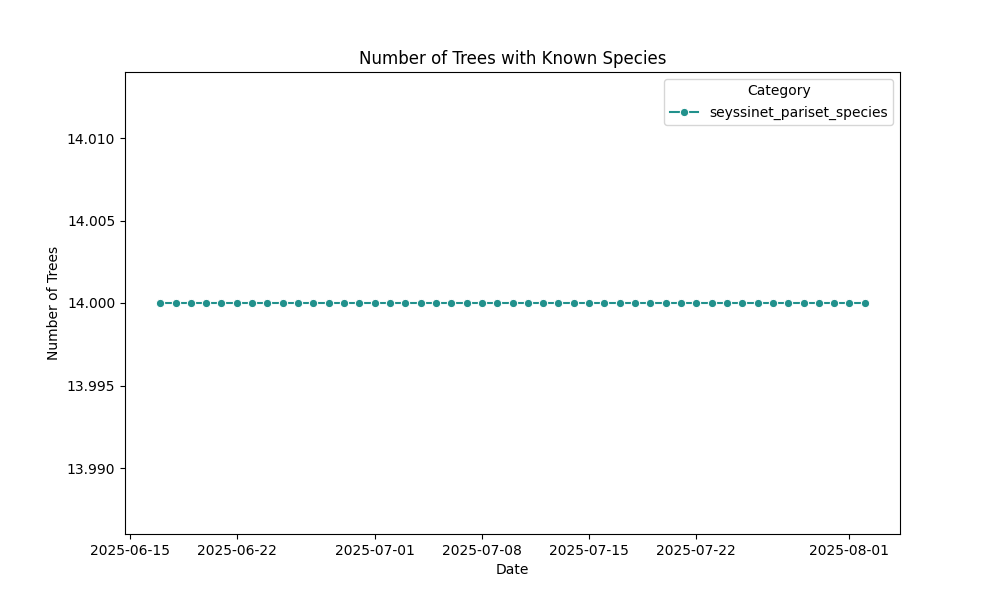 Number of Trees with Known Species
Category
seyssinet_pariset_species
14.010
14.005
14.000
13.995
13.990
Number of Trees
2025-06-15
2025-06-22
2025-07-01
2025-07-08
2025-07-15
2025-07-22
2025-08-01
Date